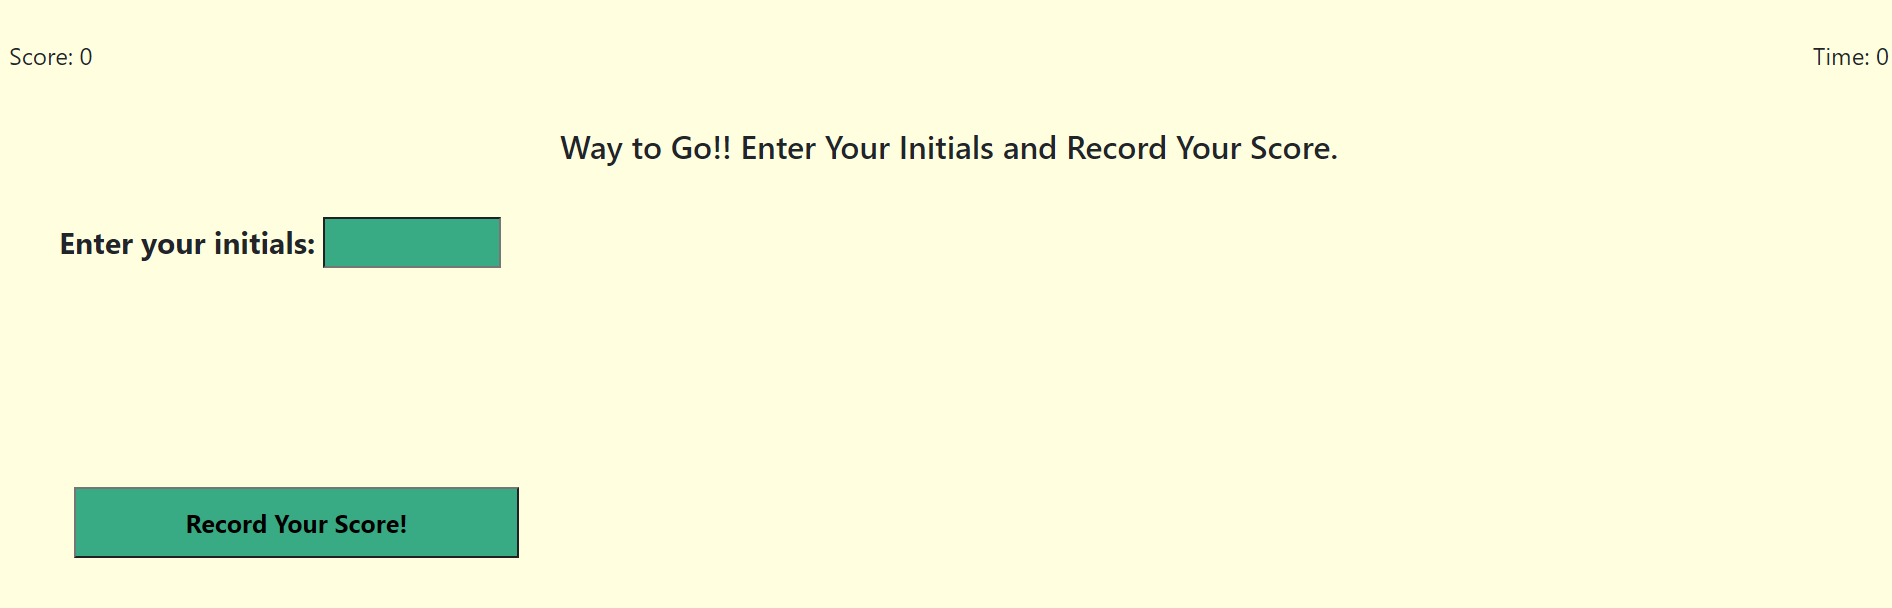 Score: 0
Time: 0
Way to Go!! Enter Your Initials and Record Your Score.
Enter your initials:
Record Your Score!